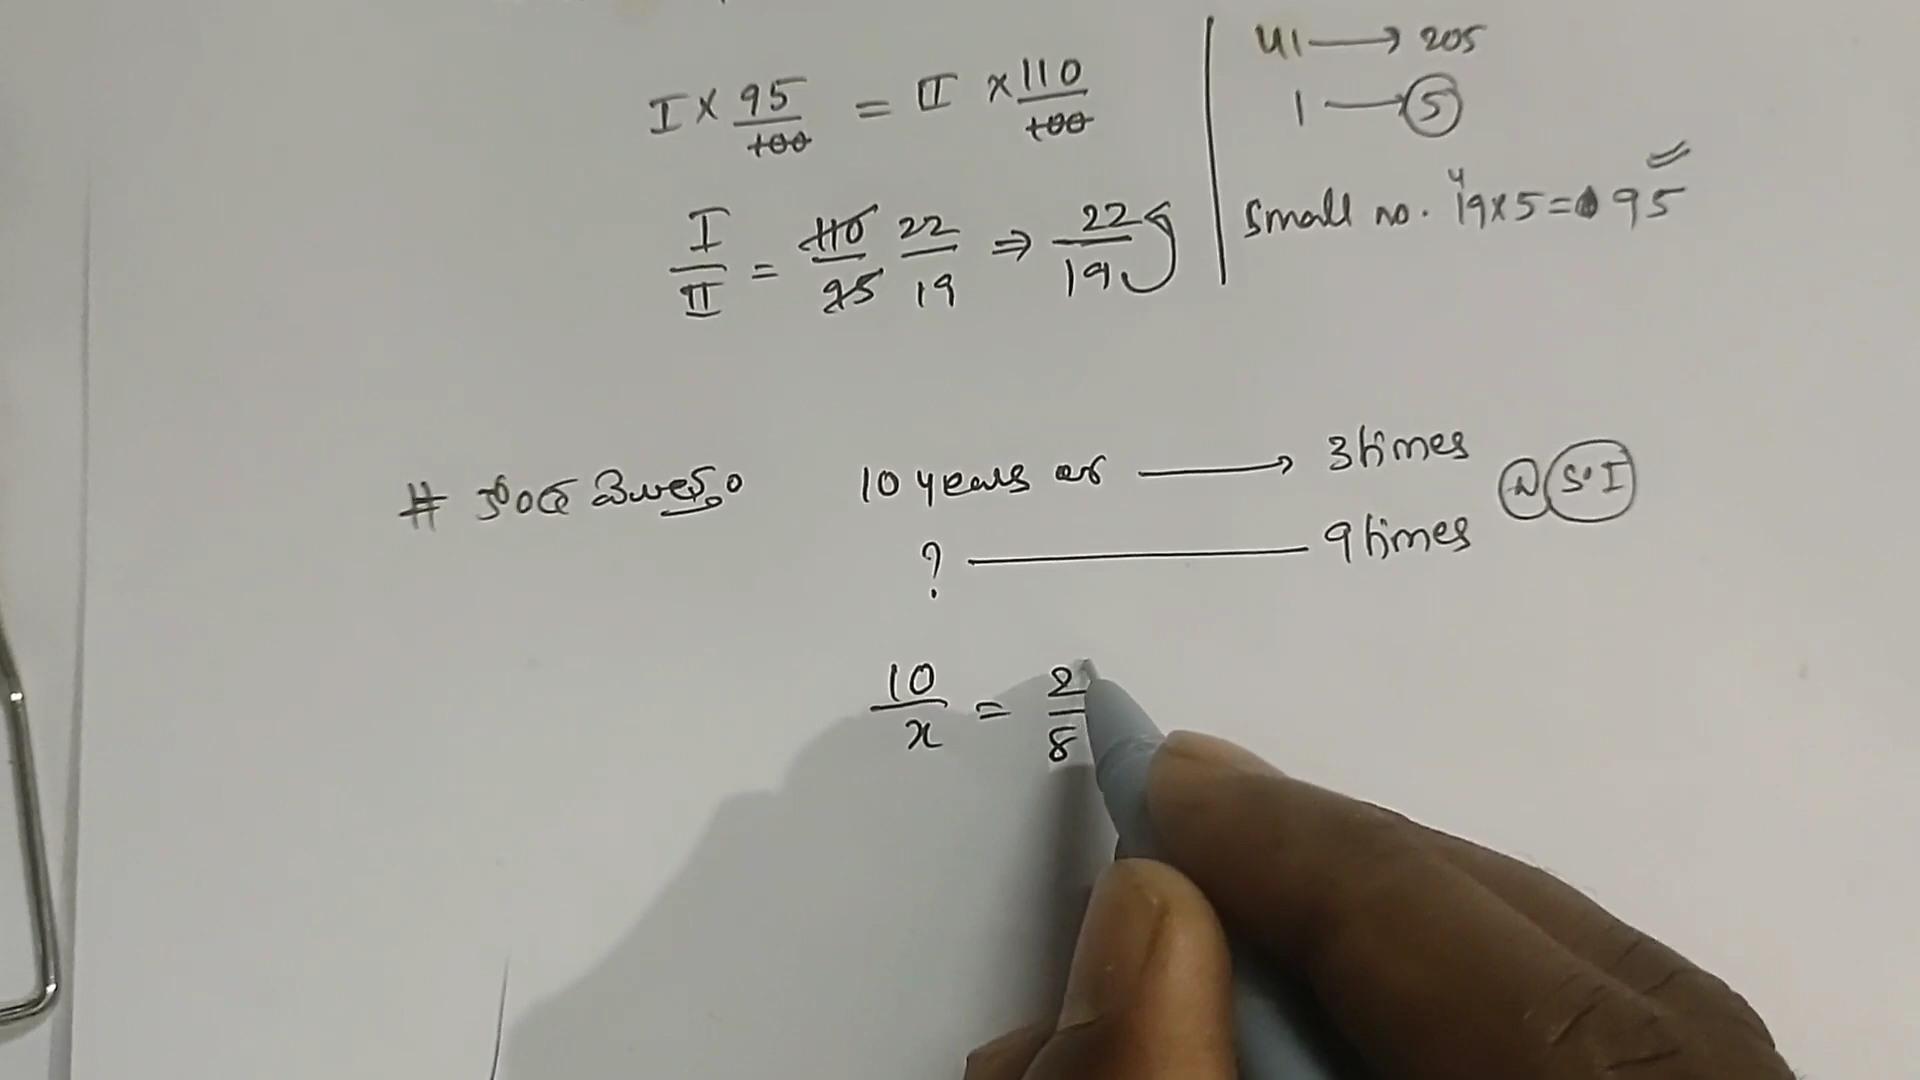 I × 95/100 = II × 110/100
I/II = 110/95 22/19 ⇒ 22/19
41 → 205
1 → 5
Small no. 19×5=95
# కొంత మొత్తం 10 years లో → 3 times
? — 9 times
S.I
10/x = 2/8